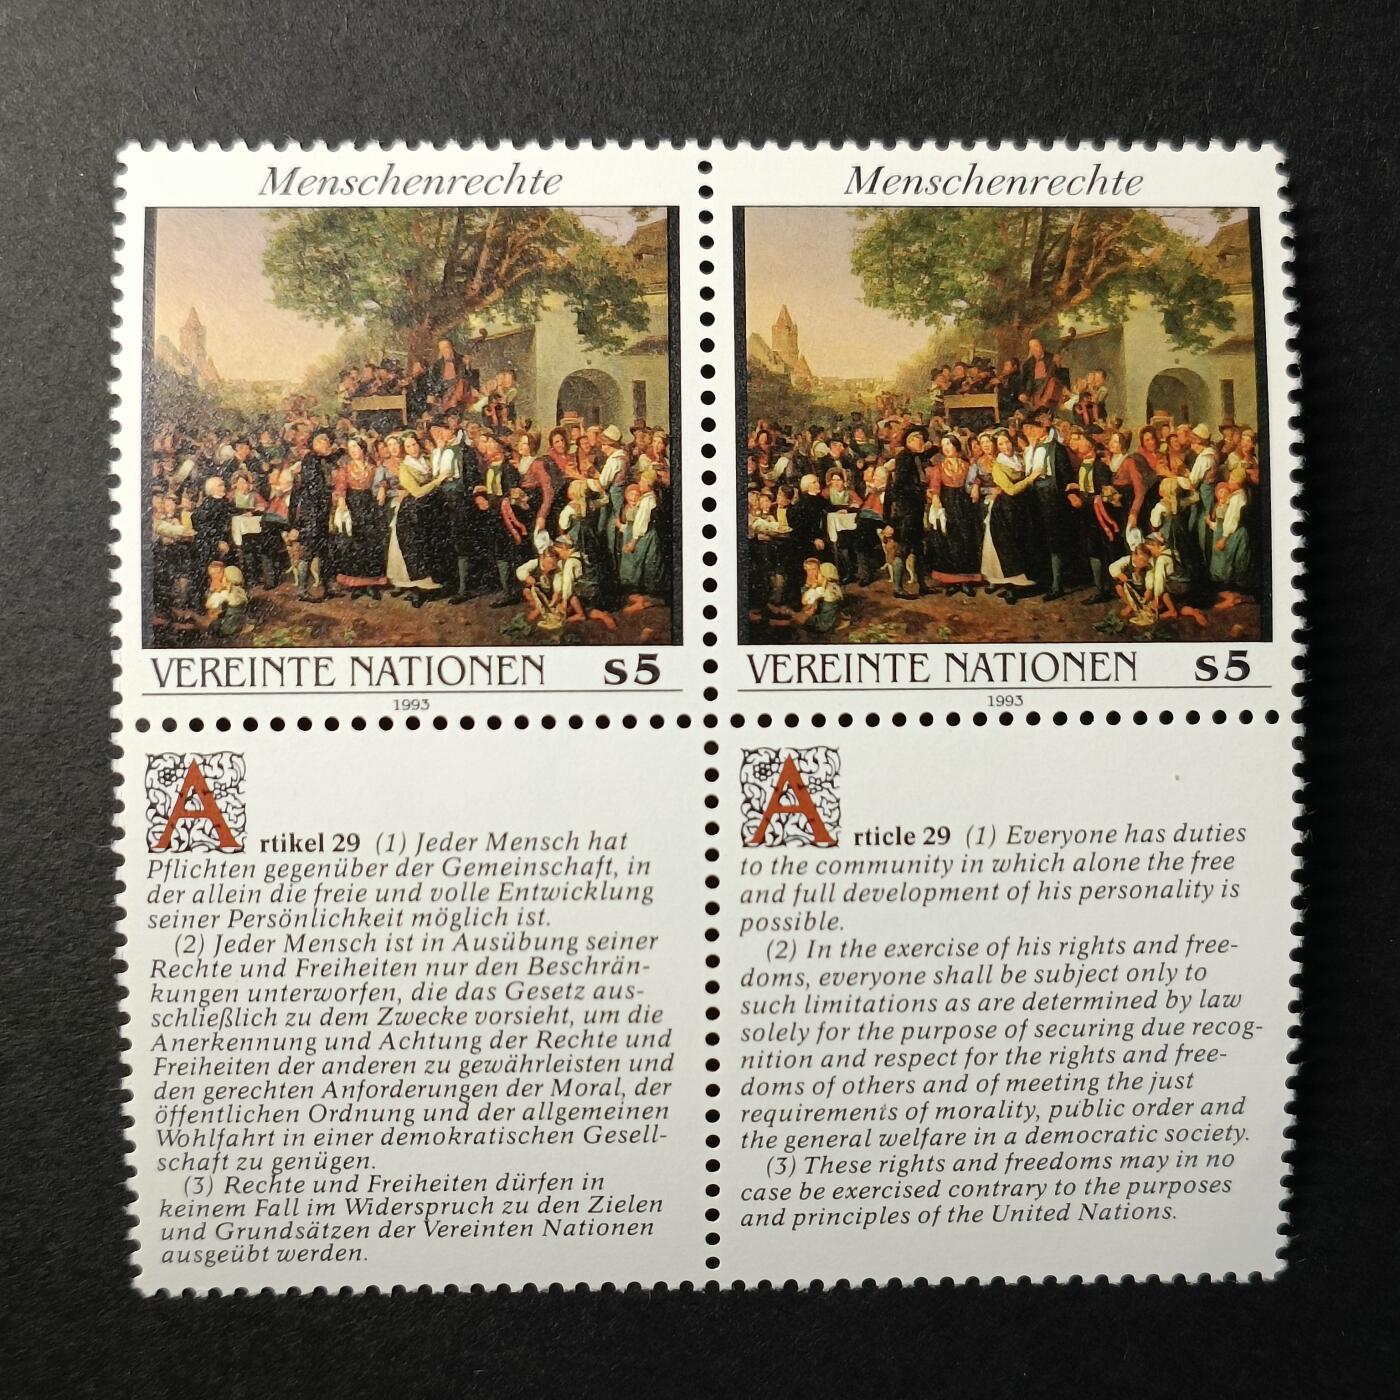 Menschenrechte
VEREINTE NATIONEN s5
1993
Menschenrechte
VEREINTE NATIONEN s5
1993
Artikel 29 (1) Jeder Mensch hat
Pflichten gegenüber der Gemeinschaft, in
der allein die freie und volle Entwicklung
seiner Persönlichkeit möglich ist.
(2) Jeder Mensch ist in Ausübung seiner
Rechte und Freiheiten nur den Beschrän-
kungen unterworfen, die das Gesetz aus-
schließlich zu dem Zwecke vorsieht, um die
Anerkennung und Achtung der Rechte und
Freiheiten der anderen zu gewährleisten und
den gerechten Anforderungen der Moral, der
öffentlichen Ordnung und der allgemeinen
Wohlfahrt in einer demokratischen Gesell-
schaft zu genügen.
(3) Rechte und Freiheiten dürfen in
keinem Fall im Widerspruch zu den Zielen
und Grundsätzen der Vereinten Nationen
ausgeübt werden.
Article 29 (1) Everyone has duties
to the community in which alone the free
and full development of his personality is
possible.
(2) In the exercise of his rights and free-
doms, everyone shall be subject only to
such limitations as are determined by law
solely for the purpose of securing due recog-
nition and respect for the rights and free-
doms of others and of meeting the just
requirements of morality, public order and
the general welfare in a democratic society.
(3) These rights and freedoms may in no
case be exercised contrary to the purposes
and principles of the United Nations.